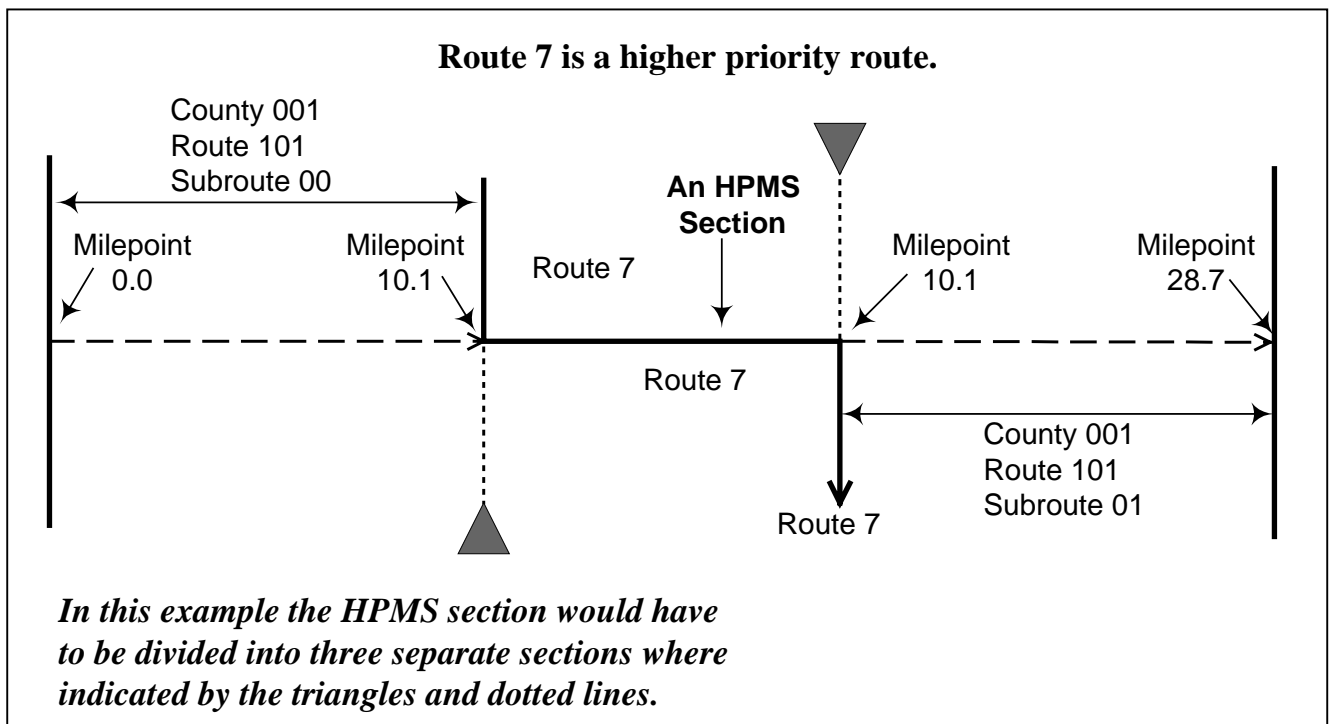 Route 7 is a higher priority route.
County 001
Route 101
Subroute 00
An HPMS
Section
Milepoint
0.0
Milepoint
10.1
Route 7
Milepoint
10.1
Milepoint
28.7
Route 7
County 001
Route 101
Subroute 01
Route 7
In this example the HPMS section would have
to be divided into three separate sections where
indicated by the triangles and dotted lines.